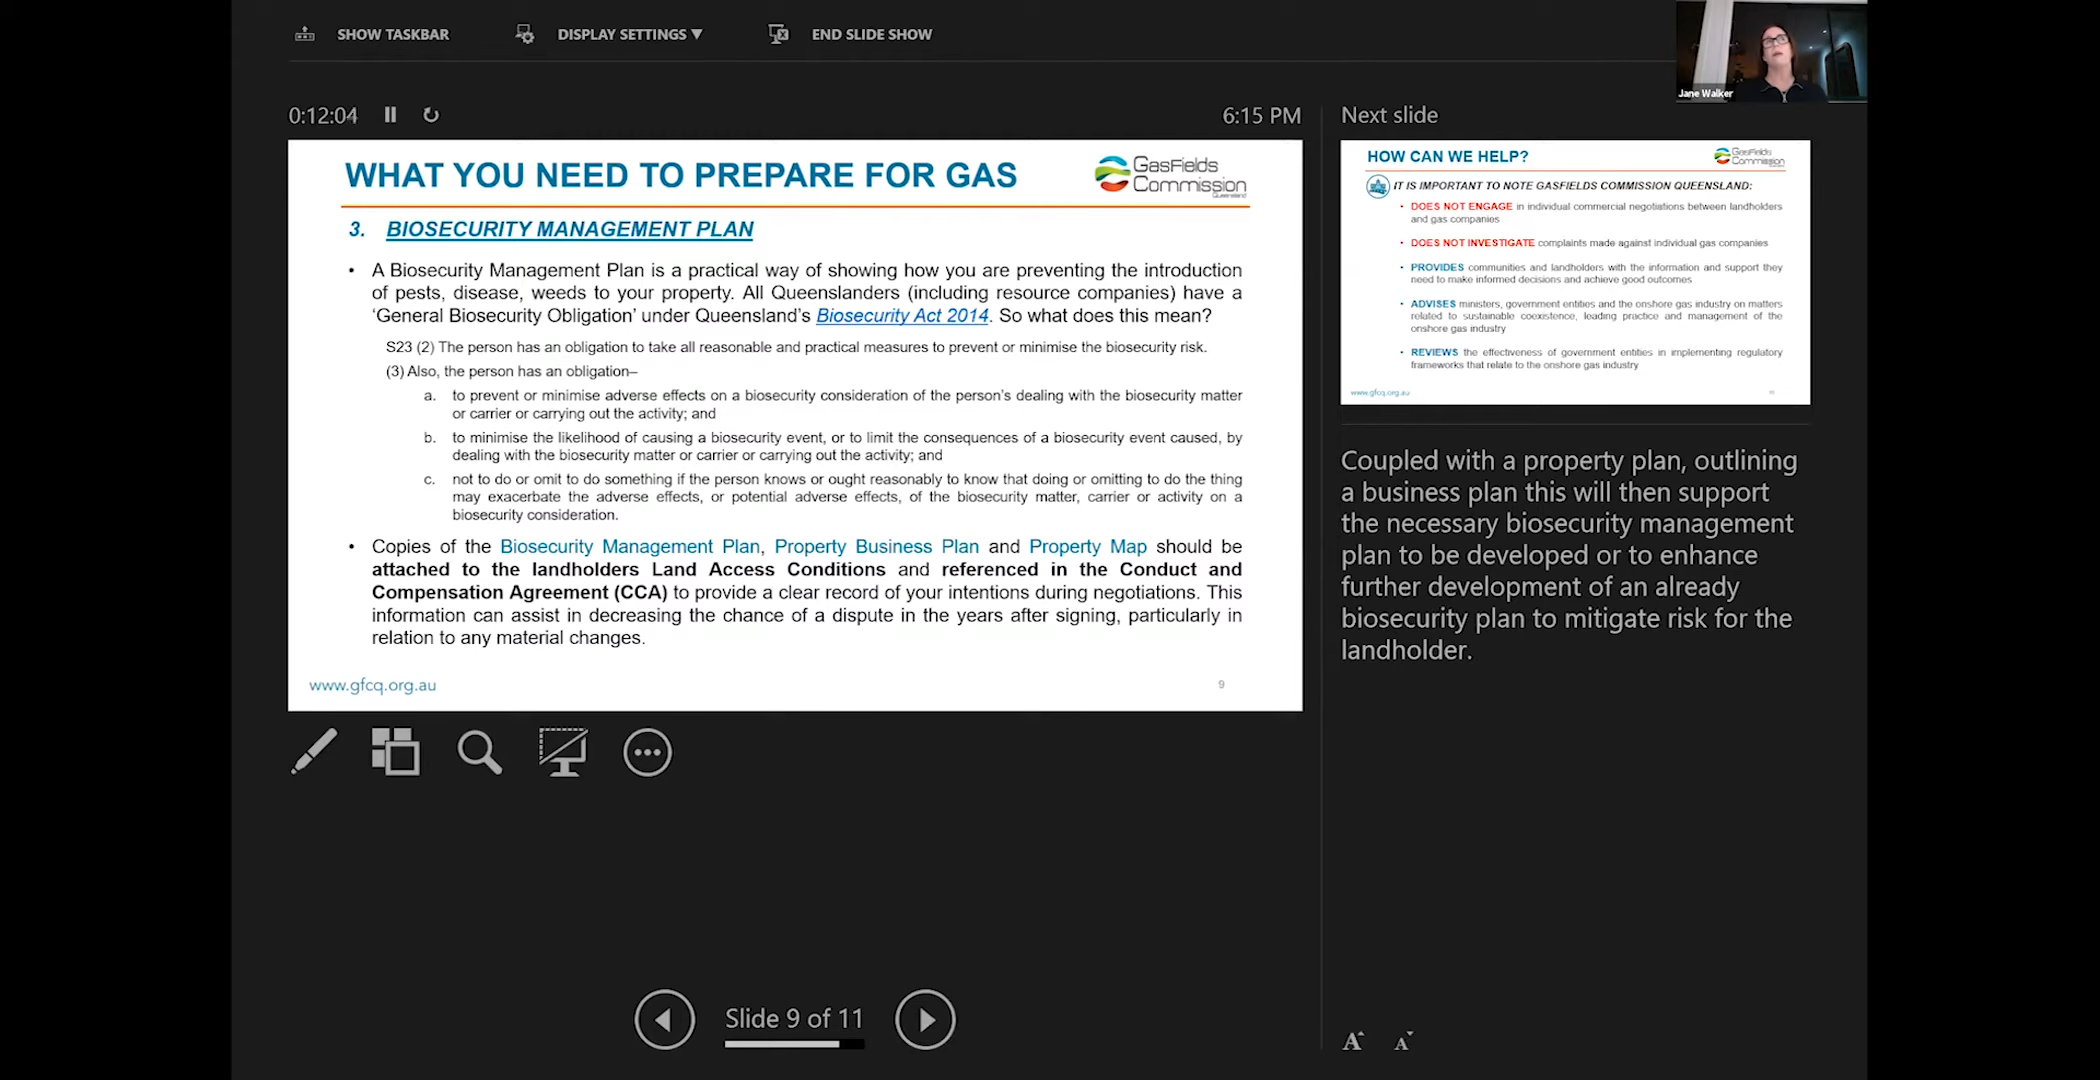 SHOW TASKBAR
DISPLAY SETTINGS ▼
END SLIDE SHOW
Jane Walker
0:12:04
6:15 PM
WHAT YOU NEED TO PREPARE FOR GAS
GasFields
Commission
Queensland
3. BIOSECURITY MANAGEMENT PLAN
• A Biosecurity Management Plan is a practical way of showing how you are preventing the introduction
of pests, disease, weeds to your property. All Queenslanders (including resource companies) have a
‘General Biosecurity Obligation’ under Queensland’s Biosecurity Act 2014. So what does this mean?
S23 (2) The person has an obligation to take all reasonable and practical measures to prevent or minimise the biosecurity risk.
(3) Also, the person has an obligation–
a. to prevent or minimise adverse effects on a biosecurity consideration of the person’s dealing with the biosecurity matter
or carrier or carrying out the activity; and
b. to minimise the likelihood of causing a biosecurity event, or to limit the consequences of a biosecurity event caused, by
dealing with the biosecurity matter or carrier or carrying out the activity; and
c. not to do or omit to do something if the person knows or ought reasonably to know that doing or omitting to do the thing
may exacerbate the adverse effects, or potential adverse effects, of the biosecurity matter, carrier or activity on a
biosecurity consideration.
• Copies of the Biosecurity Management Plan, Property Business Plan and Property Map should be
attached to the landholders Land Access Conditions and referenced in the Conduct and
Compensation Agreement (CCA) to provide a clear record of your intentions during negotiations. This
information can assist in decreasing the chance of a dispute in the years after signing, particularly in
relation to any material changes.
www.gfcq.org.au
9
Slide 9 of 11
Next slide
HOW CAN WE HELP?
GasFields
Commission
IT IS IMPORTANT TO NOTE GASFIELDS COMMISSION QUEENSLAND:
• DOES NOT ENGAGE in individual commercial negotiations between landholders
and gas companies
• DOES NOT INVESTIGATE complaints made against individual gas companies
• PROVIDES communities and landholders with the information and support they
need to make informed decisions and achieve good outcomes
• ADVISES ministers, government entities and the onshore gas industry on matters
related to sustainable coexistence, leading practice and management of the
onshore gas industry
• REVIEWS the effectiveness of government entities in implementing regulatory
frameworks that relate to the onshore gas industry
www.gfcq.org.au
Coupled with a property plan, outlining
a business plan this will then support
the necessary biosecurity management
plan to be developed or to enhance
further development of an already
biosecurity plan to mitigate risk for the
landholder.
A A